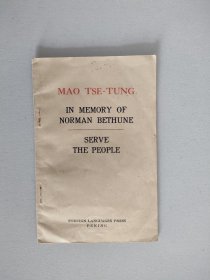 MAO TSE-TUNG
IN MEMORY OF
NORMAN BETHUNE
SERVE
THE PEOPLE
FOREIGN LANGUAGES PRESS
PEKING